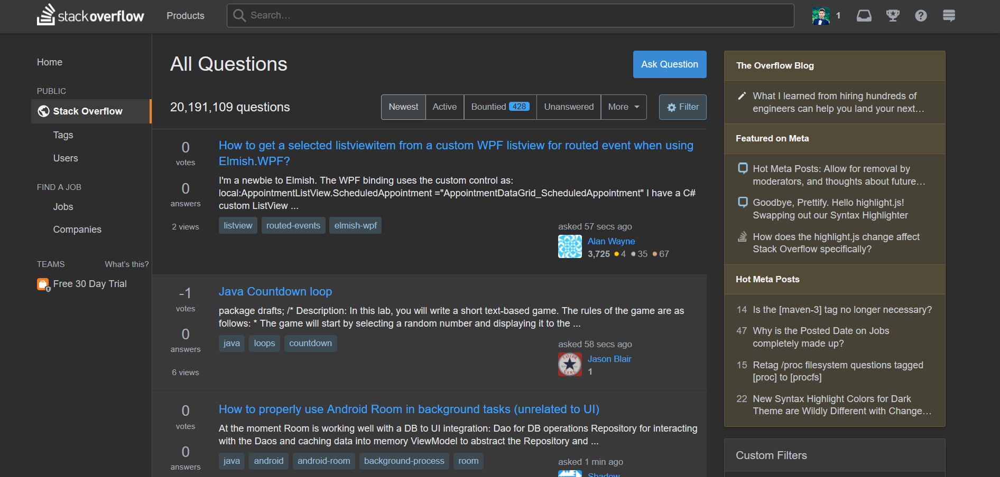 stackoverflow
Products
Search…
1
Home
PUBLIC
Stack Overflow
Tags
Users
FIND A JOB
Jobs
Companies
TEAMS What's this?
Free 30 Day Trial
All Questions
Ask Question
20,191,109 questions
Newest Active Bountied 428 Unanswered More Filter
0
votes
0
answers
2 views
How to get a selected listviewitem from a custom WPF listview for routed event when using
Elmish.WPF?
I'm a newbie to Elmish. The WPF binding uses the custom control as:
local:AppointmentListView.ScheduledAppointment ="AppointmentDataGrid_ScheduledAppointment" I have a C#
custom ListView ...
listview routed-events elmish-wpf
asked 57 secs ago
Alan Wayne
3,725 4 35 67
-1
votes
0
answers
6 views
Java Countdown loop
package drafts; /* Description: In this lab, you will write a short text-based game. The rules of the game are as
follows: * The game will start by selecting a random number and displaying it to the ...
java loops countdown
asked 58 secs ago
Jason Blair
1
0
votes
0
answers
How to properly use Android Room in background tasks (unrelated to UI)
At the moment Room is working well with a DB to UI integration: Dao for DB operations Repository for interacting
with the Daos and caching data into memory ViewModel to abstract the Repository and ...
java android android-room background-process room
asked 1 min ago
Shadow
The Overflow Blog
What I learned from hiring hundreds of
engineers can help you land your next…
Featured on Meta
Hot Meta Posts: Allow for removal by
moderators, and thoughts about future…
Goodbye, Prettify. Hello highlight.js!
Swapping out our Syntax Highlighter
How does the highlight.js change affect
Stack Overflow specifically?
Hot Meta Posts
14 Is the [maven-3] tag no longer necessary?
47 Why is the Posted Date on Jobs
completely made up?
15 Retag /proc filesystem questions tagged
[proc] to [procfs]
22 New Syntax Highlight Colors for Dark
Theme are Wildly Different with Change…
Custom Filters